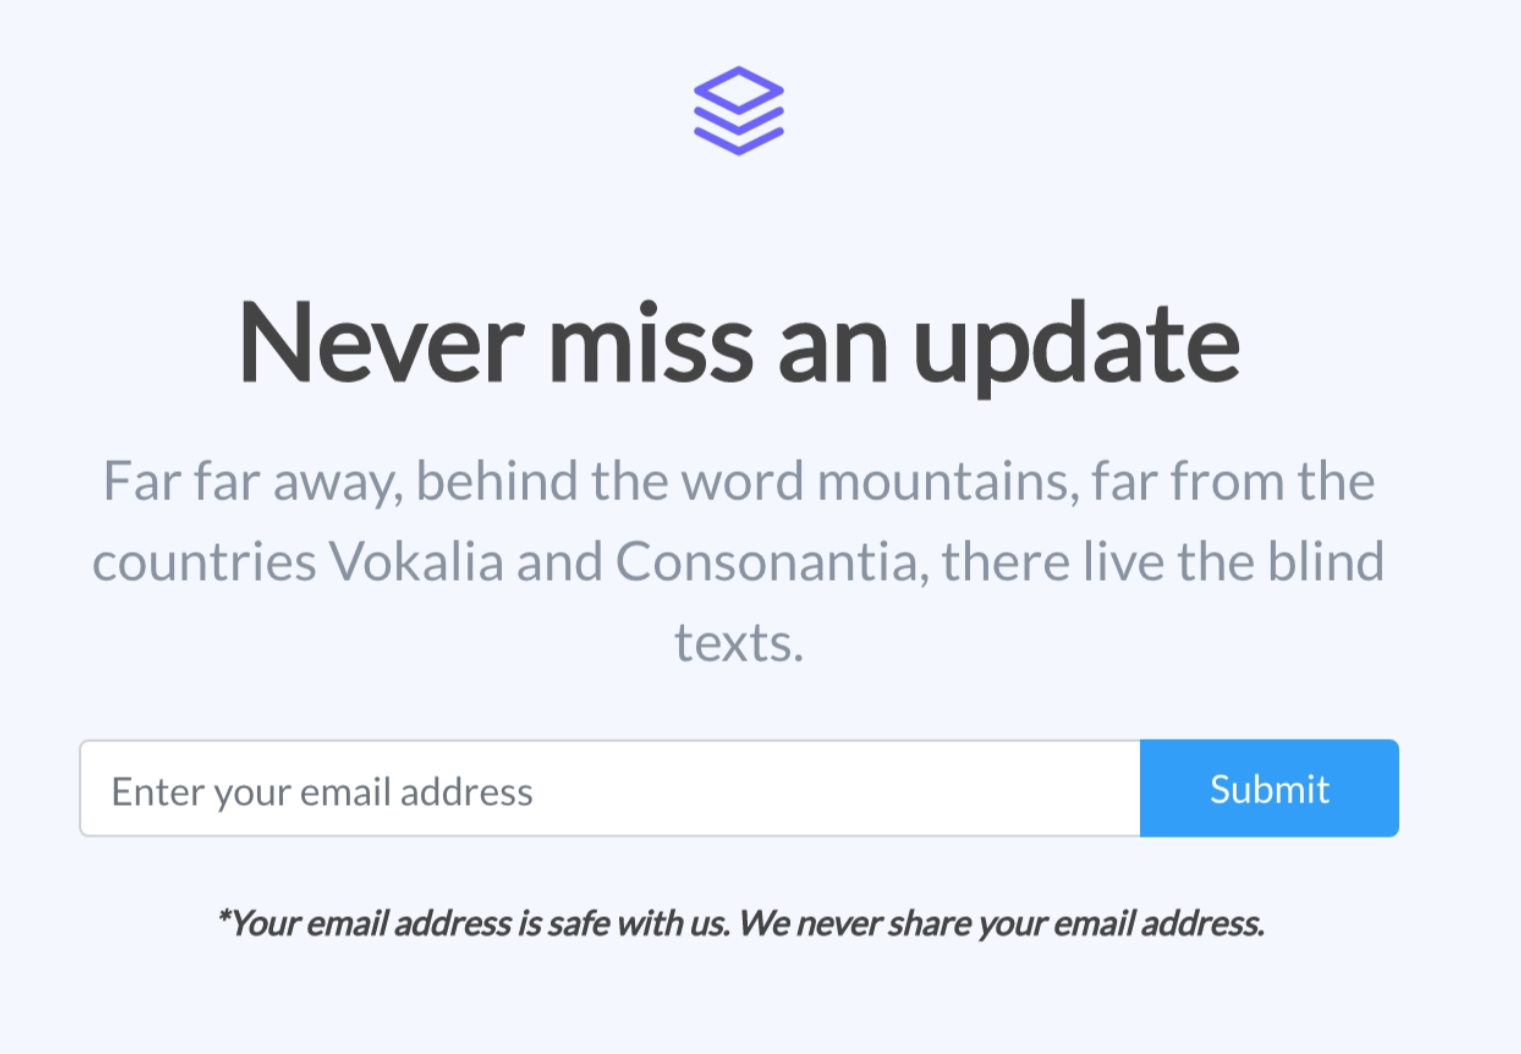 Never miss an update
Far far away, behind the word mountains, far from the
countries Vokalia and Consonantia, there live the blind
texts.
Enter your email address
Submit
*Your email address is safe with us. We never share your email address.